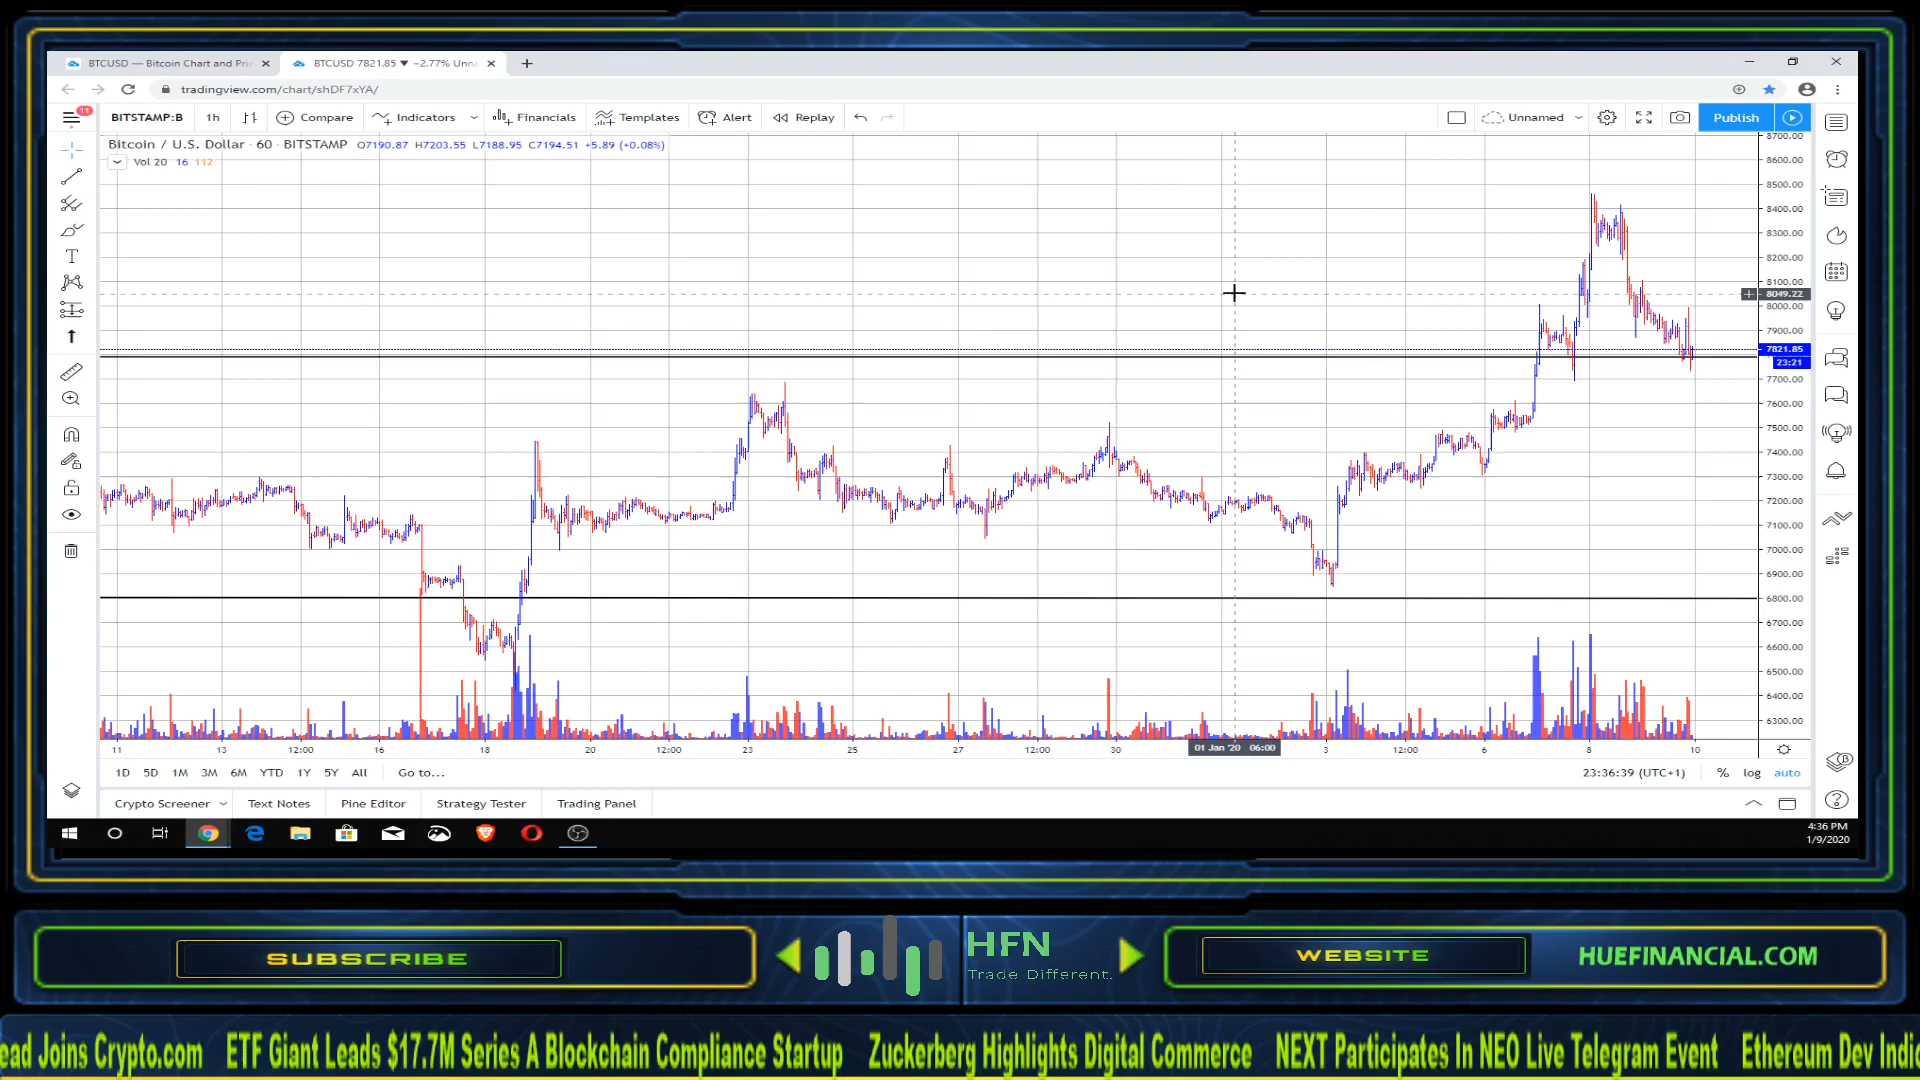 BTCUSD — Bitcoin Chart and Pri
BTCUSD 7821.85 ▼ −2.77% Unna
tradingview.com/chart/shDF7xYA/
11
BITSTAMP:B
1h
Compare
Indicators
Financials
Templates
Alert
Replay
Unnamed
Publish
Bitcoin / U.S. Dollar · 60 · BITSTAMP O7190.87 H7203.55 L7188.95 C7194.51 +5.89 (+0.08%)
Vol 20 16 112
8700.00
8600.00
8500.00
8400.00
8300.00
8200.00
8100.00
8049.22
8000.00
7900.00
7821.85
23:21
7700.00
7600.00
7500.00
7400.00
7300.00
7200.00
7100.00
7000.00
6900.00
6800.00
6700.00
6600.00
6500.00
6400.00
6300.00
11 13 12:00 16 18 20 12:00 23 25 27 12:00 30 01 Jan '20 06:00 3 12:00 6 8 10
1D 5D 1M 3M 6M YTD 1Y 5Y All Go to... 23:36:39 (UTC+1) % log auto
Crypto Screener Text Notes Pine Editor Strategy Tester Trading Panel
4:36 PM
1/9/2020
SUBSCRIBE
HFN
Trade Different.
WEBSITE
HUEFINANCIAL.COM
ead Joins Crypto.com ETF Giant Leads $17.7M Series A Blockchain Compliance Startup Zuckerberg Highlights Digital Commerce NEXT Participates In NEO Live Telegram Event Ethereum Dev Indic